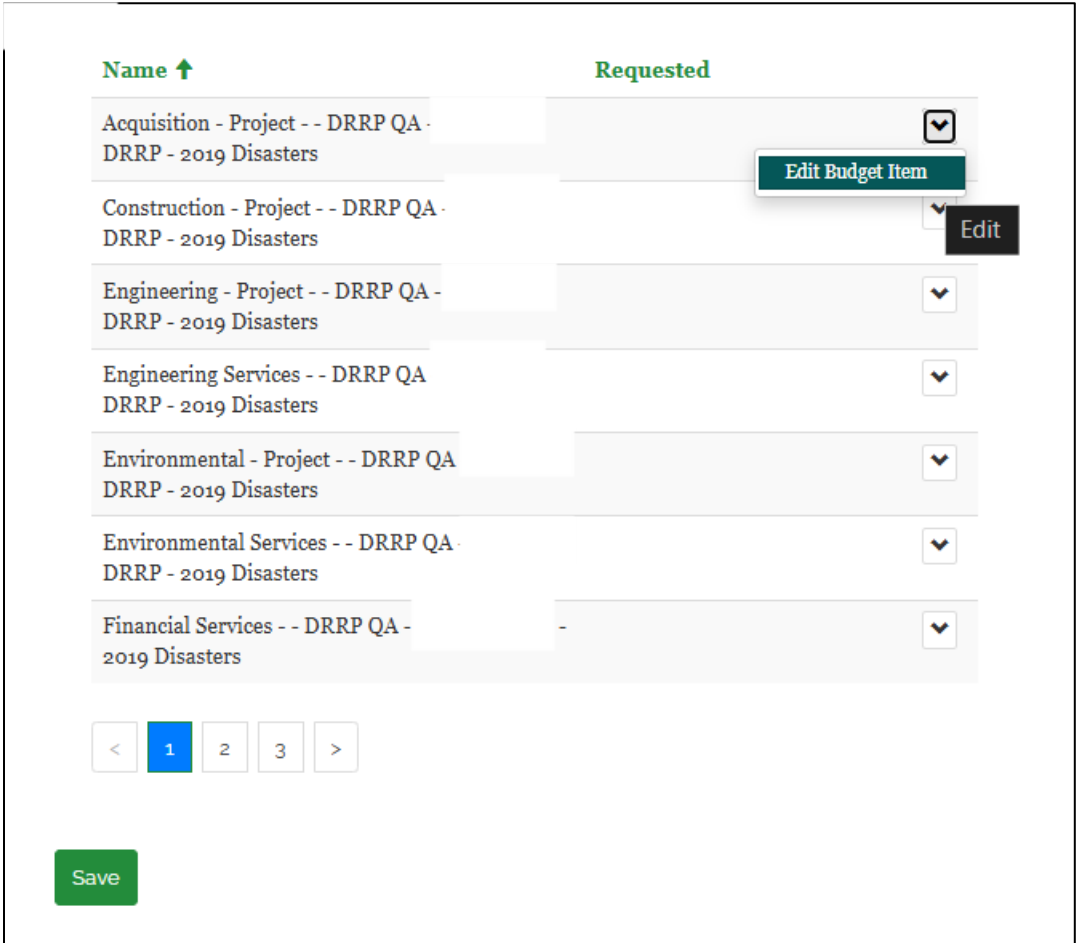 Name ↑ Requested
Acquisition - Project - - DRRP QA -
DRRP - 2019 Disasters
Edit Budget Item
Construction - Project - - DRRP QA -
DRRP - 2019 Disasters
Edit
Engineering - Project - - DRRP QA -
DRRP - 2019 Disasters
Engineering Services - - DRRP QA
DRRP - 2019 Disasters
Environmental - Project - - DRRP QA
DRRP - 2019 Disasters
Environmental Services - - DRRP QA -
DRRP - 2019 Disasters
Financial Services - - DRRP QA - -
2019 Disasters
< 1 2 3 >
Save